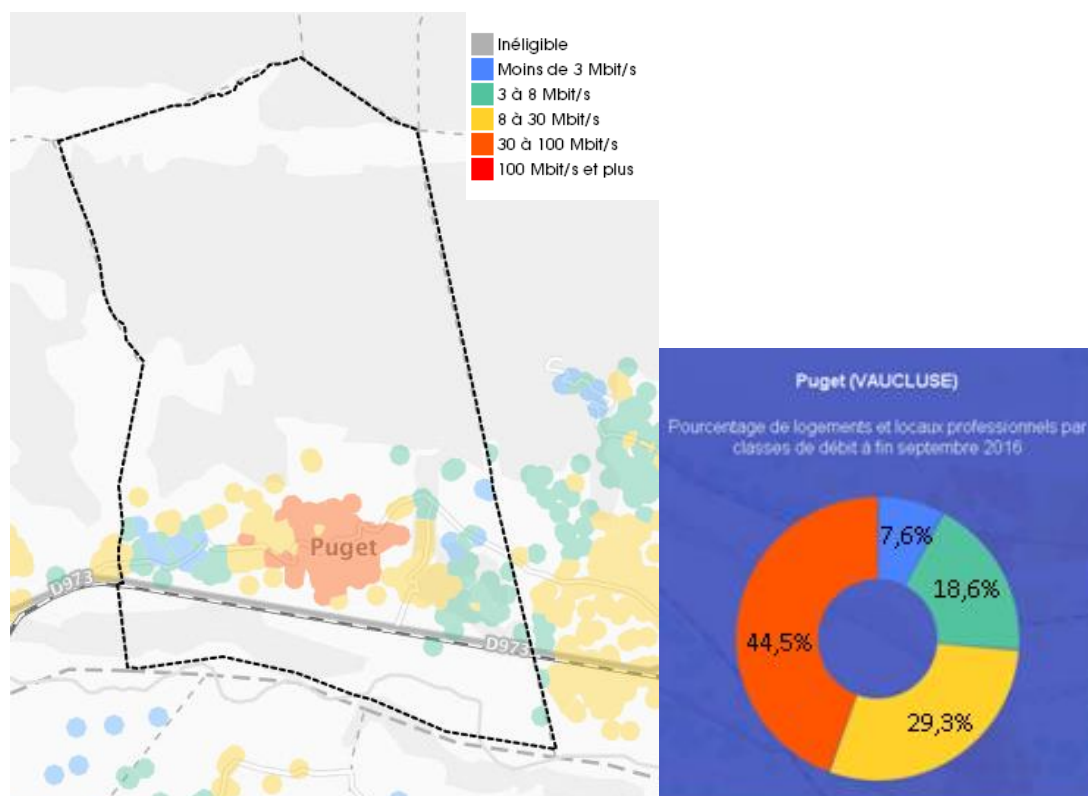 Inéligible
Moins de 3 Mbit/s
3 à 8 Mbit/s
8 à 30 Mbit/s
30 à 100 Mbit/s
100 Mbit/s et plus
Puget
D973
D973
Puget (VAUCLUSE)
Pourcentage de logements et locaux professionnels par
classes de débit à fin septembre 2016
7,6%
18,6%
44,5%
29,3%